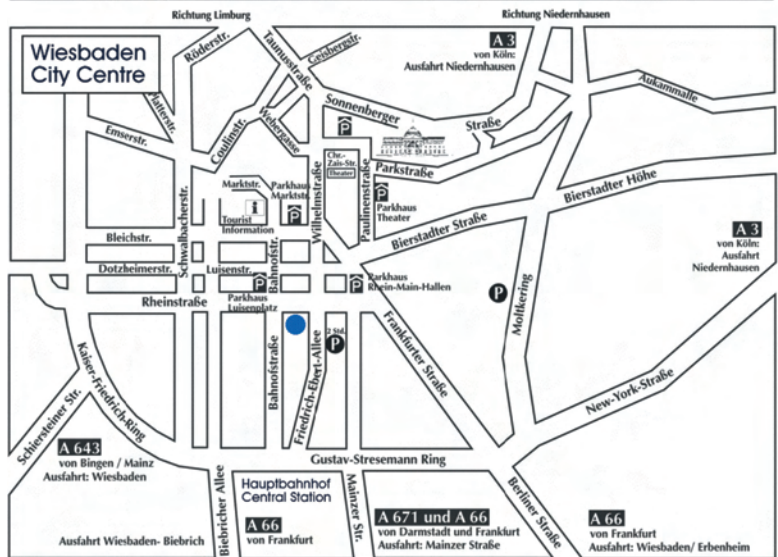 Richtung Limburg
Richtung Niedernhausen
Wiesbaden
City Centre
Röderstr.
Taunusstraße
Geisbergstr.
A 3
von Köln:
Ausfahrt Niedernhausen
Platterstr.
Emserstr.
Coulinstr.
Webergasse
Sonnenberger
Straße
Aukammalle
P
Chr.-
Zais-Str.
Theater
Parkstraße
Marktstr.
Parkhaus
Marktstr.
P
i
Tourist
Information
Wilhelmstraße
Paulinenstraße
P
Parkhaus
Theater
Bierstadter Höhe
Bierstadter Straße
Schwalbacherstr.
Bleichstr.
Dotzheimerstr.
Luisenstr.
Bahnofstr.
P
P
Parkhaus
Rhein-Main-Hallen
A 3
von Köln:
Ausfahrt
Niedernhausen
Rheinstraße
Parkhaus
Luisenplatz
P
Moltkering
2 Std.
P
Bahnofstraße
Friedrich-Ebert-Allee
Frankfurter Straße
Kaiser-Friedrich-Ring
Schiersteiner Str.
New-York-Straße
A 643
von Bingen / Mainz
Ausfahrt: Wiesbaden
Gustav-Stresemann Ring
Biebricher Allee
Hauptbahnhof
Central Station
Mainzer Str.
Berliner Straße
A 66
von Frankfurt
A 671 und A 66
von Darmstadt und Frankfurt
Ausfahrt: Mainzer Straße
A 66
von Frankfurt
Ausfahrt: Wiesbaden/ Erbenheim
Ausfahrt Wiesbaden- Biebrich